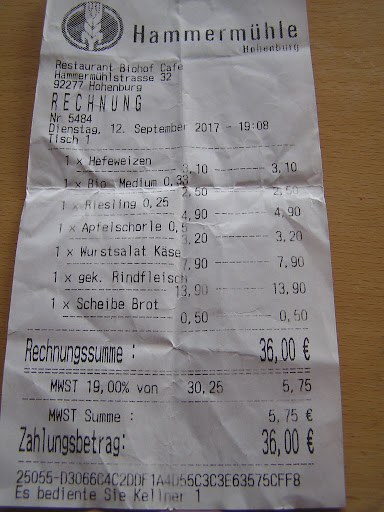 Hammermühle
Hohenburg
Restaurant Biohof Cafe
Hammermühlstrasse 32
92277 Hohenburg
RECHNUNG
Nr 5484
Dienstag, 12. September 2017 - 19:08
Tisch 1
1 x Hefeweizen
3,10 3,10
1 x Bio Medium 0,33
2,50 2,50
1 x Riesling 0,25
4,90 4,90
1 x Apfelschorle 0,5
3,20 3,20
1 x Wurstsalat Käse
7,90 7,90
1 x gek. Rindfleisch
13,90 13,90
1 x Scheibe Brot
0,50 0,50
Rechnungssumme : 36,00 €
MWST 19,00% von 30,25 5,75
MWST Summe : 5,75 €
Zahlungsbetrag: 36,00 €
Es bediente Sie Kellner 1